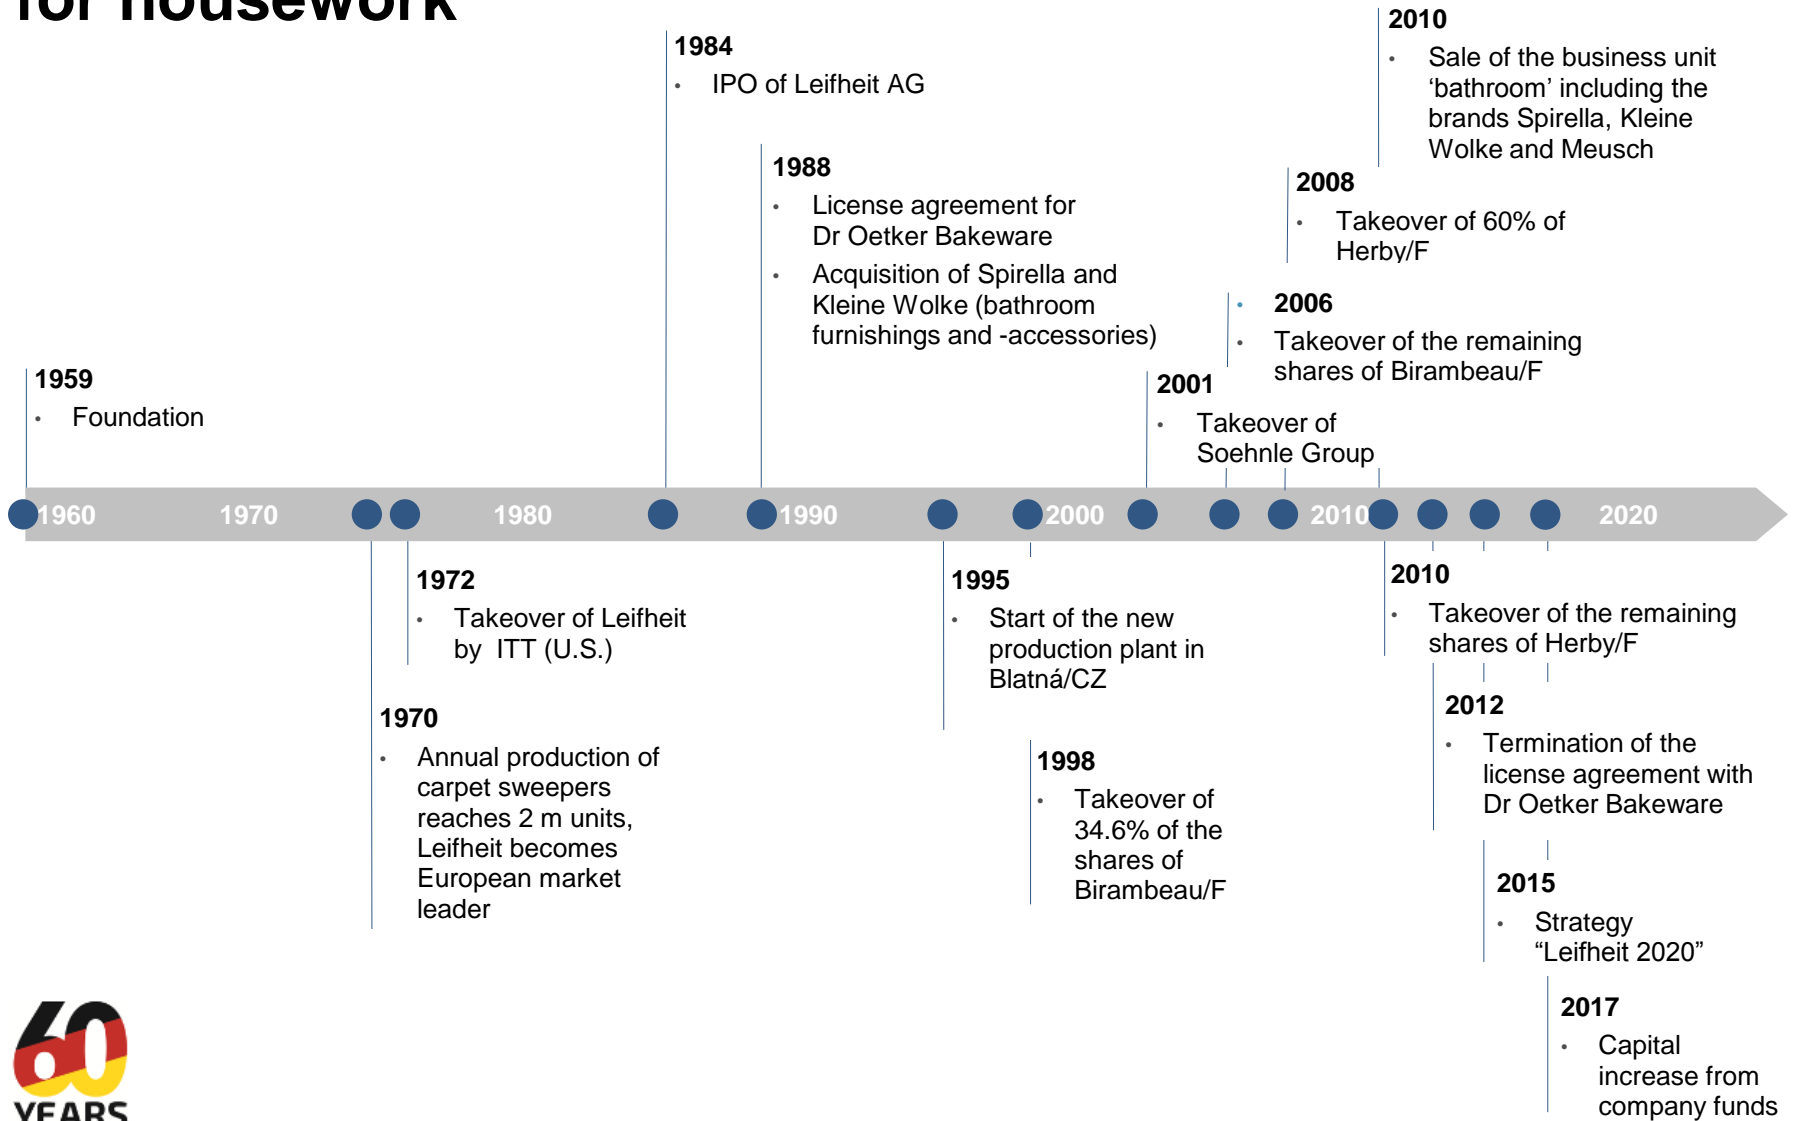 for housework
2010
• Sale of the business unit
‘bathroom’ including the
brands Spirella, Kleine
Wolke and Meusch
1984
• IPO of Leifheit AG
1988
• License agreement for
Dr Oetker Bakeware
• Acquisition of Spirella and
Kleine Wolke (bathroom
furnishings and -accessories)
2008
• Takeover of 60% of
Herby/F
• 2006
• Takeover of the remaining
shares of Birambeau/F
1959
• Foundation
2001
• Takeover of
Soehnle Group
1960 1970 1980 1990 2000 2010 2020
1972
• Takeover of Leifheit
by ITT (U.S.)
1970
• Annual production of
carpet sweepers
reaches 2 m units,
Leifheit becomes
European market
leader
1995
• Start of the new
production plant in
Blatná/CZ
1998
• Takeover of
34.6% of the
shares of
Birambeau/F
2010
• Takeover of the remaining
shares of Herby/F
2012
• Termination of the
license agreement with
Dr Oetker Bakeware
2015
• Strategy
“Leifheit 2020”
2017
• Capital
increase from
company funds
60
YEARS